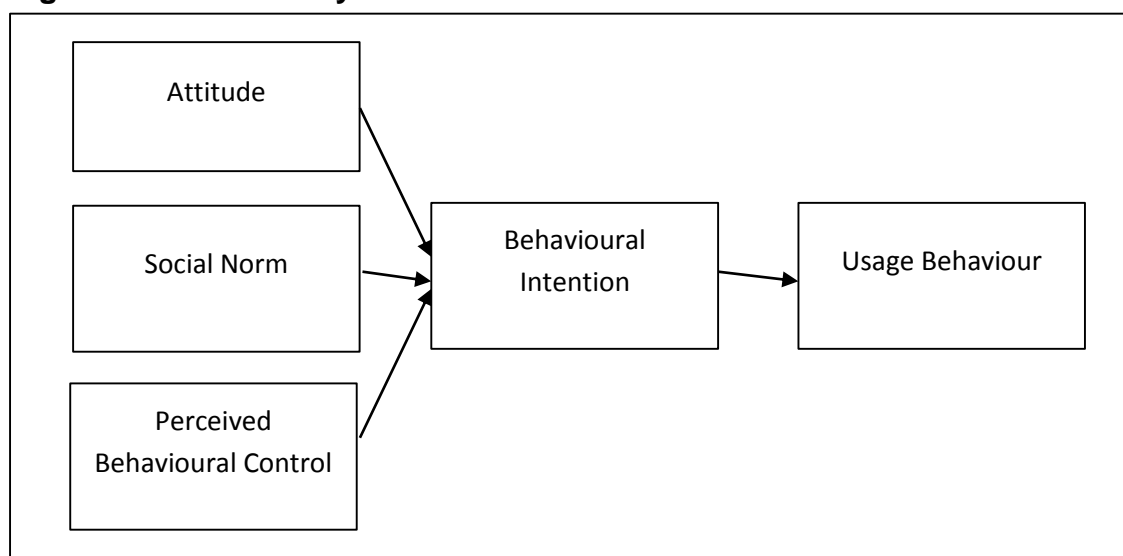 Attitude
Social Norm
Perceived
Behavioural Control
Behavioural
Intention
Usage Behaviour